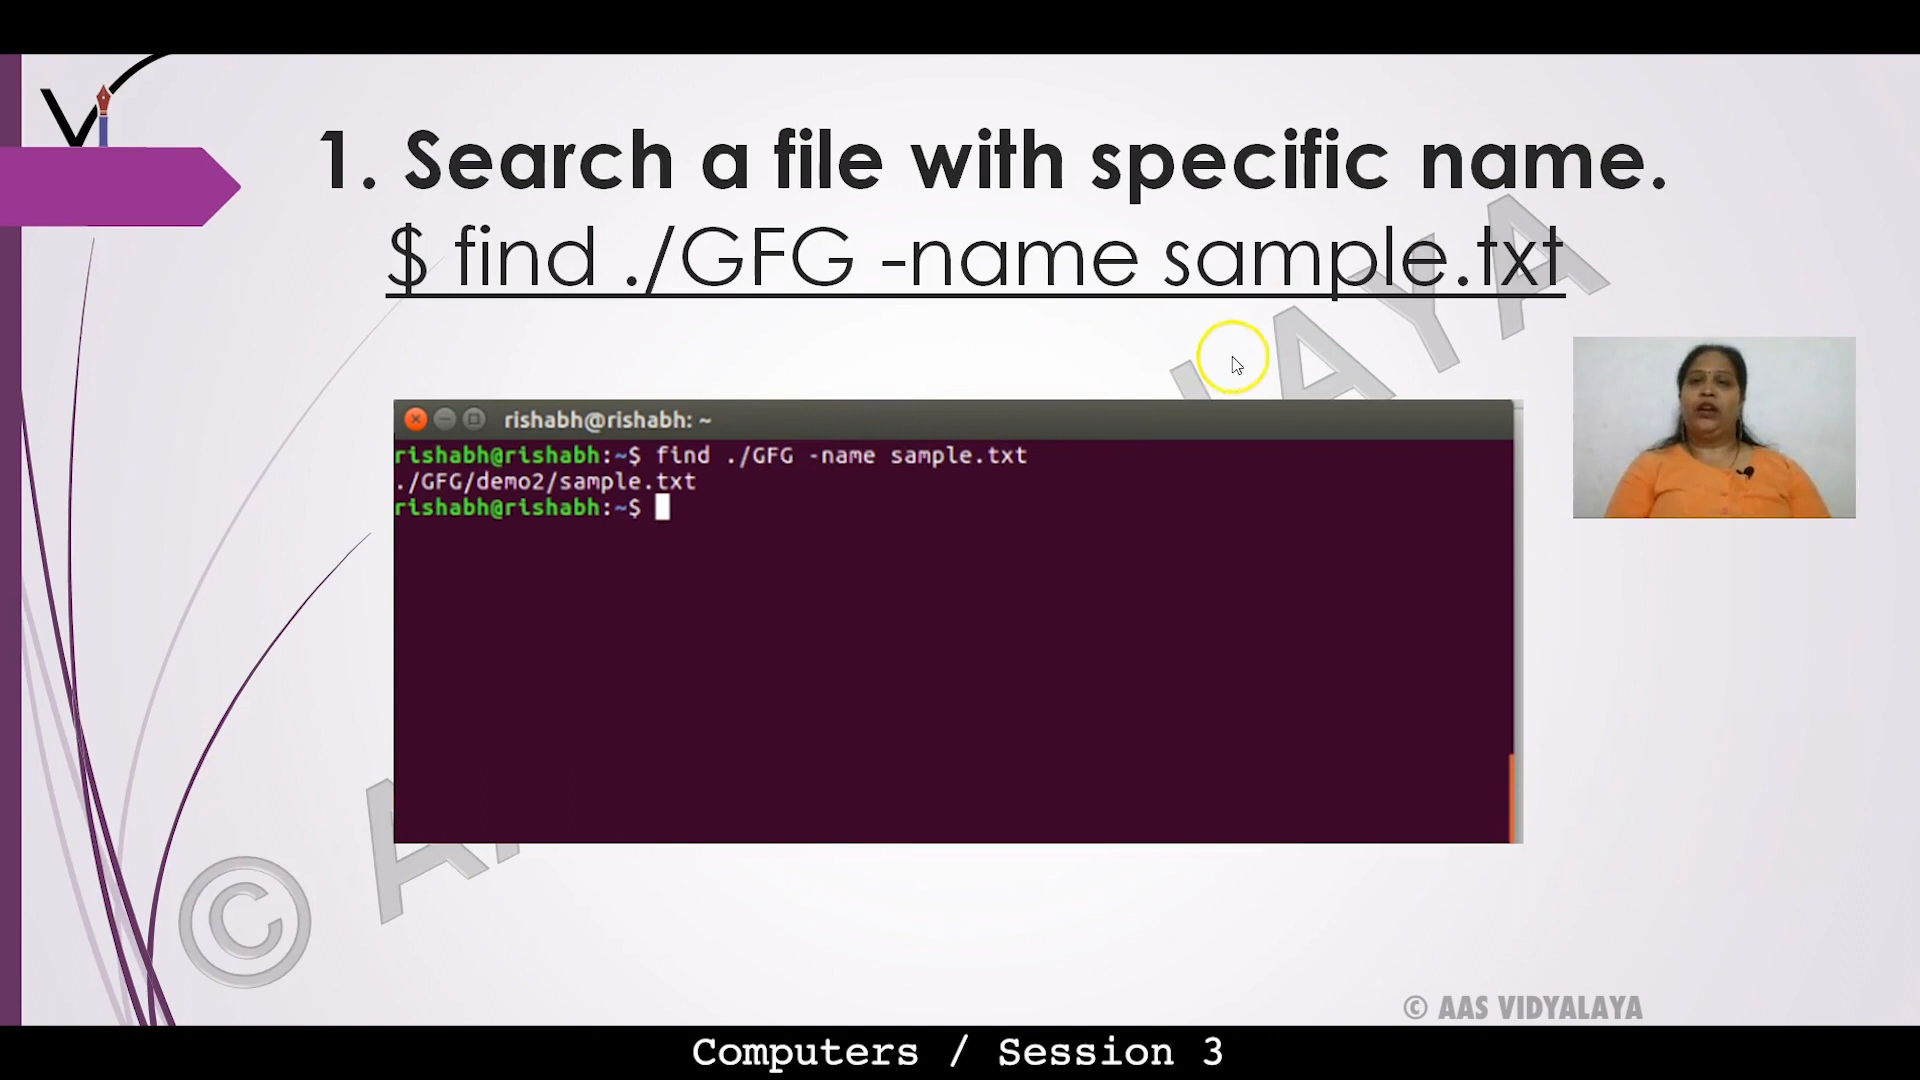 Vi
1. Search a file with specific name.
$ find ./GFG -name sample.txt
rishabh@rishabh: ~
rishabh@rishabh:~$ find ./GFG -name sample.txt
./GFG/demo2/sample.txt
rishabh@rishabh:~$
© AAS VIDYALAYA
Computers / Session 3